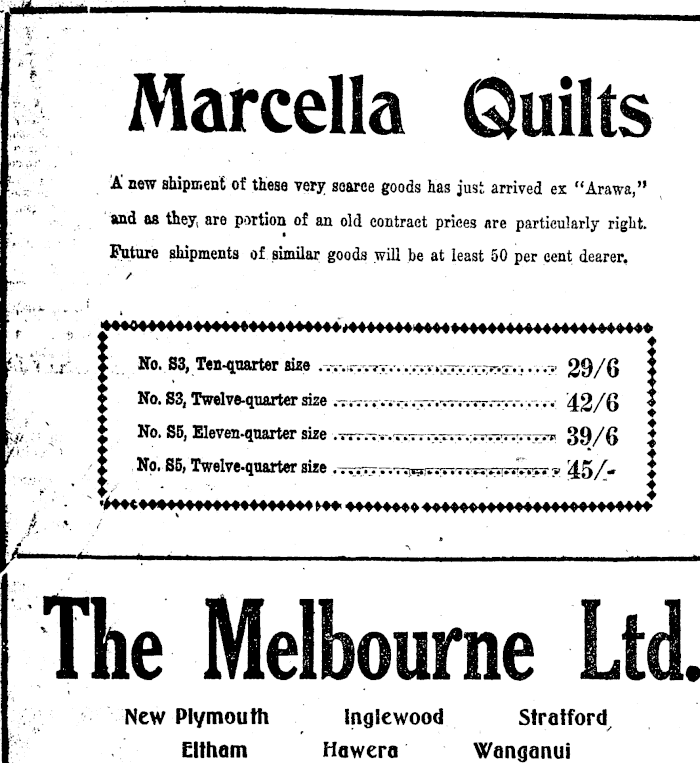 Marcella Quilts
A new shipment of these very scarce goods has just arrived ex "Arawa,"
and as they are portion of an old contract prices are particularly right.
Future shipments of similar goods will be at least 50 per cent dearer.
No. S3, Ten-quarter size 29/6
No. S3, Twelve-quarter size 42/6
No. S5, Eleven-quarter size 39/6
No. S5, Twelve-quarter size 45/-
The Melbourne Ltd.
New Plymouth Inglewood Stratford
Eltham Hawera Wanganui